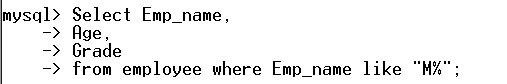 mysql> Select Emp_name,
    -> Age,
    -> Grade
    -> from employee where Emp_name like "M%";